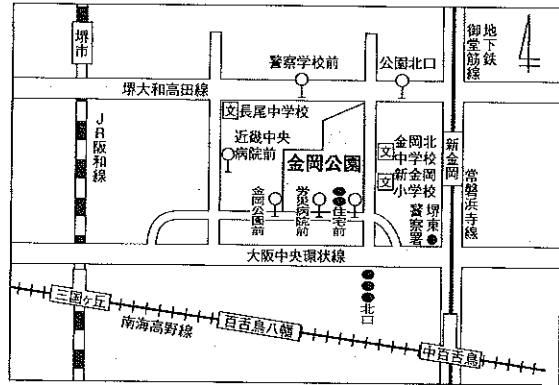 堺市
警察学校前
公園北口
地下鉄
御堂筋線
堺大和高田線
文長尾中学校
近畿中央
病院前
金岡公園
文金岡北
中学校
文新金岡
小学校
新金岡
常磐浜寺線
JR阪和線
金岡公園前
労災病院前
●●住宅前
堺東●
警察署
大阪中央環状線
●●●北口
三国ヶ丘
南海高野線
百舌鳥八幡
中百舌鳥